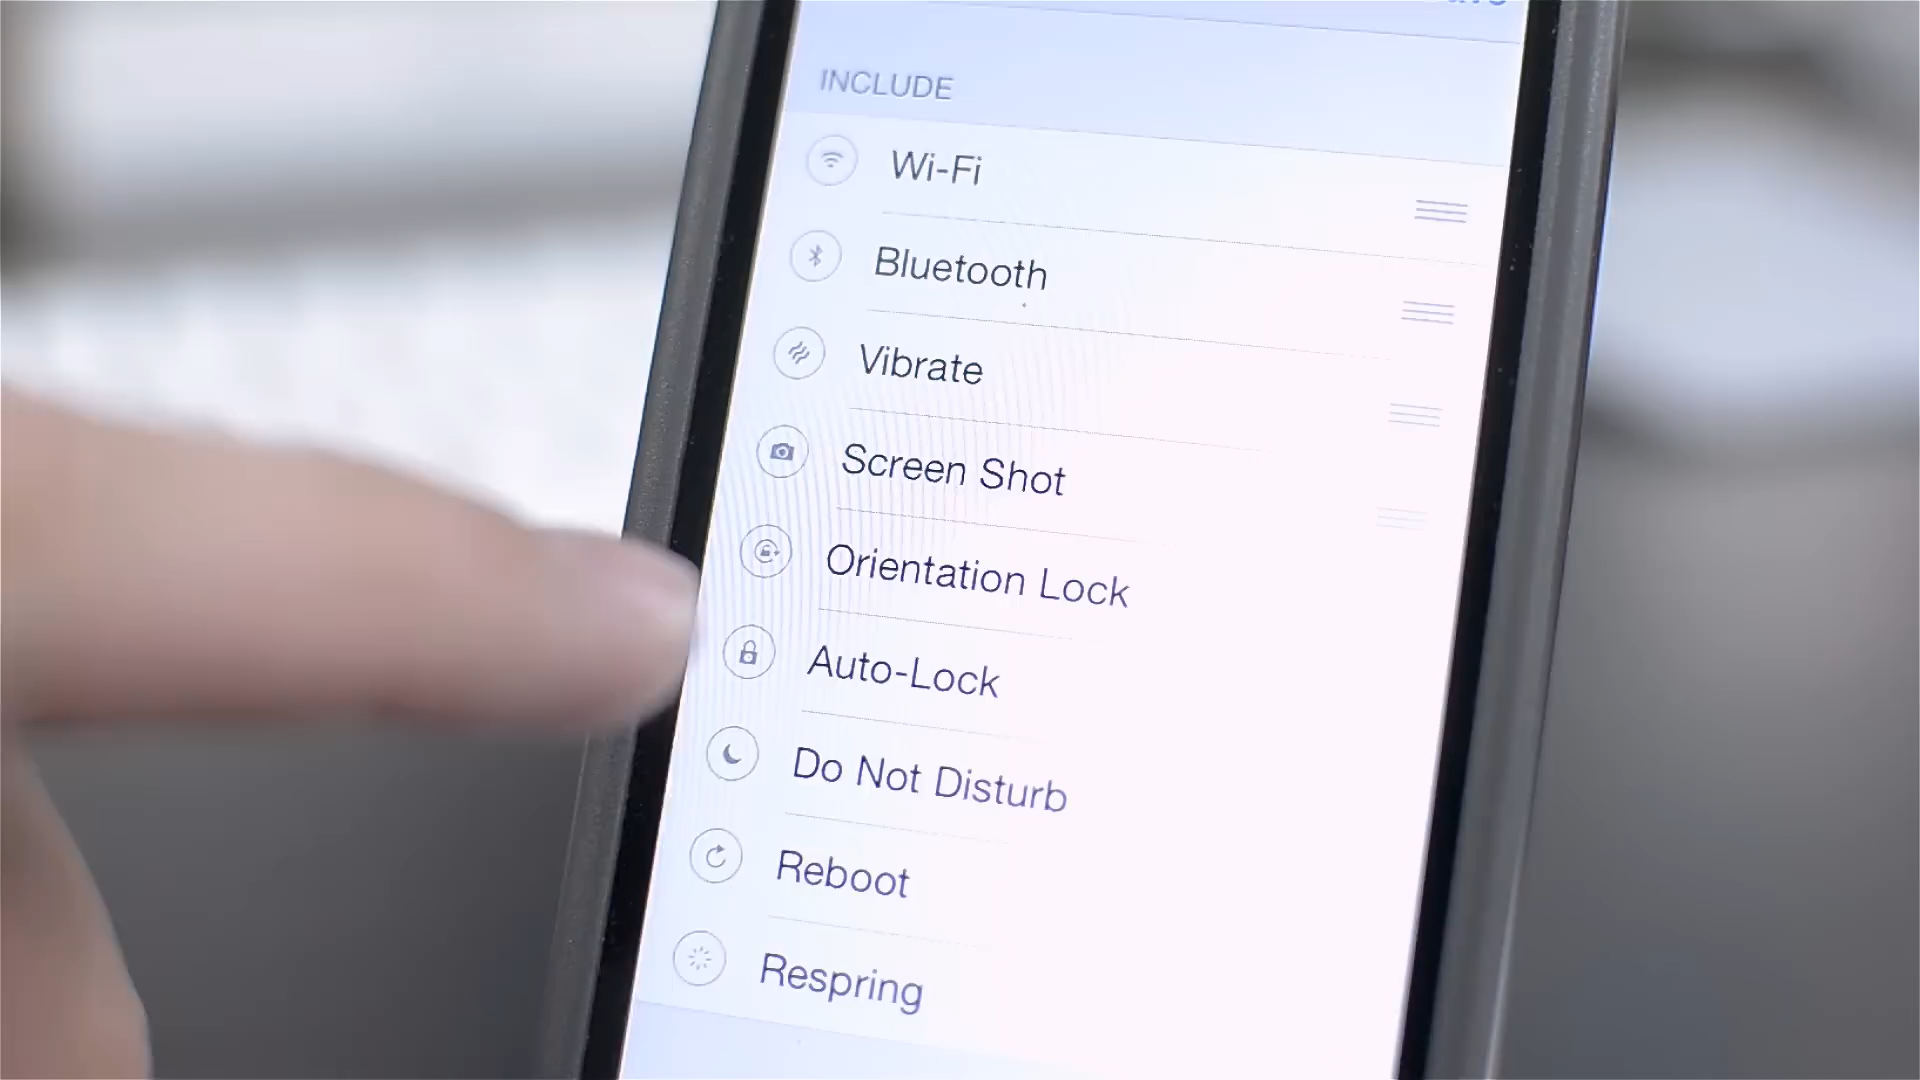 INCLUDE
Wi-Fi
Bluetooth
Vibrate
Screen Shot
Orientation Lock
Auto-Lock
Do Not Disturb
Reboot
Respring